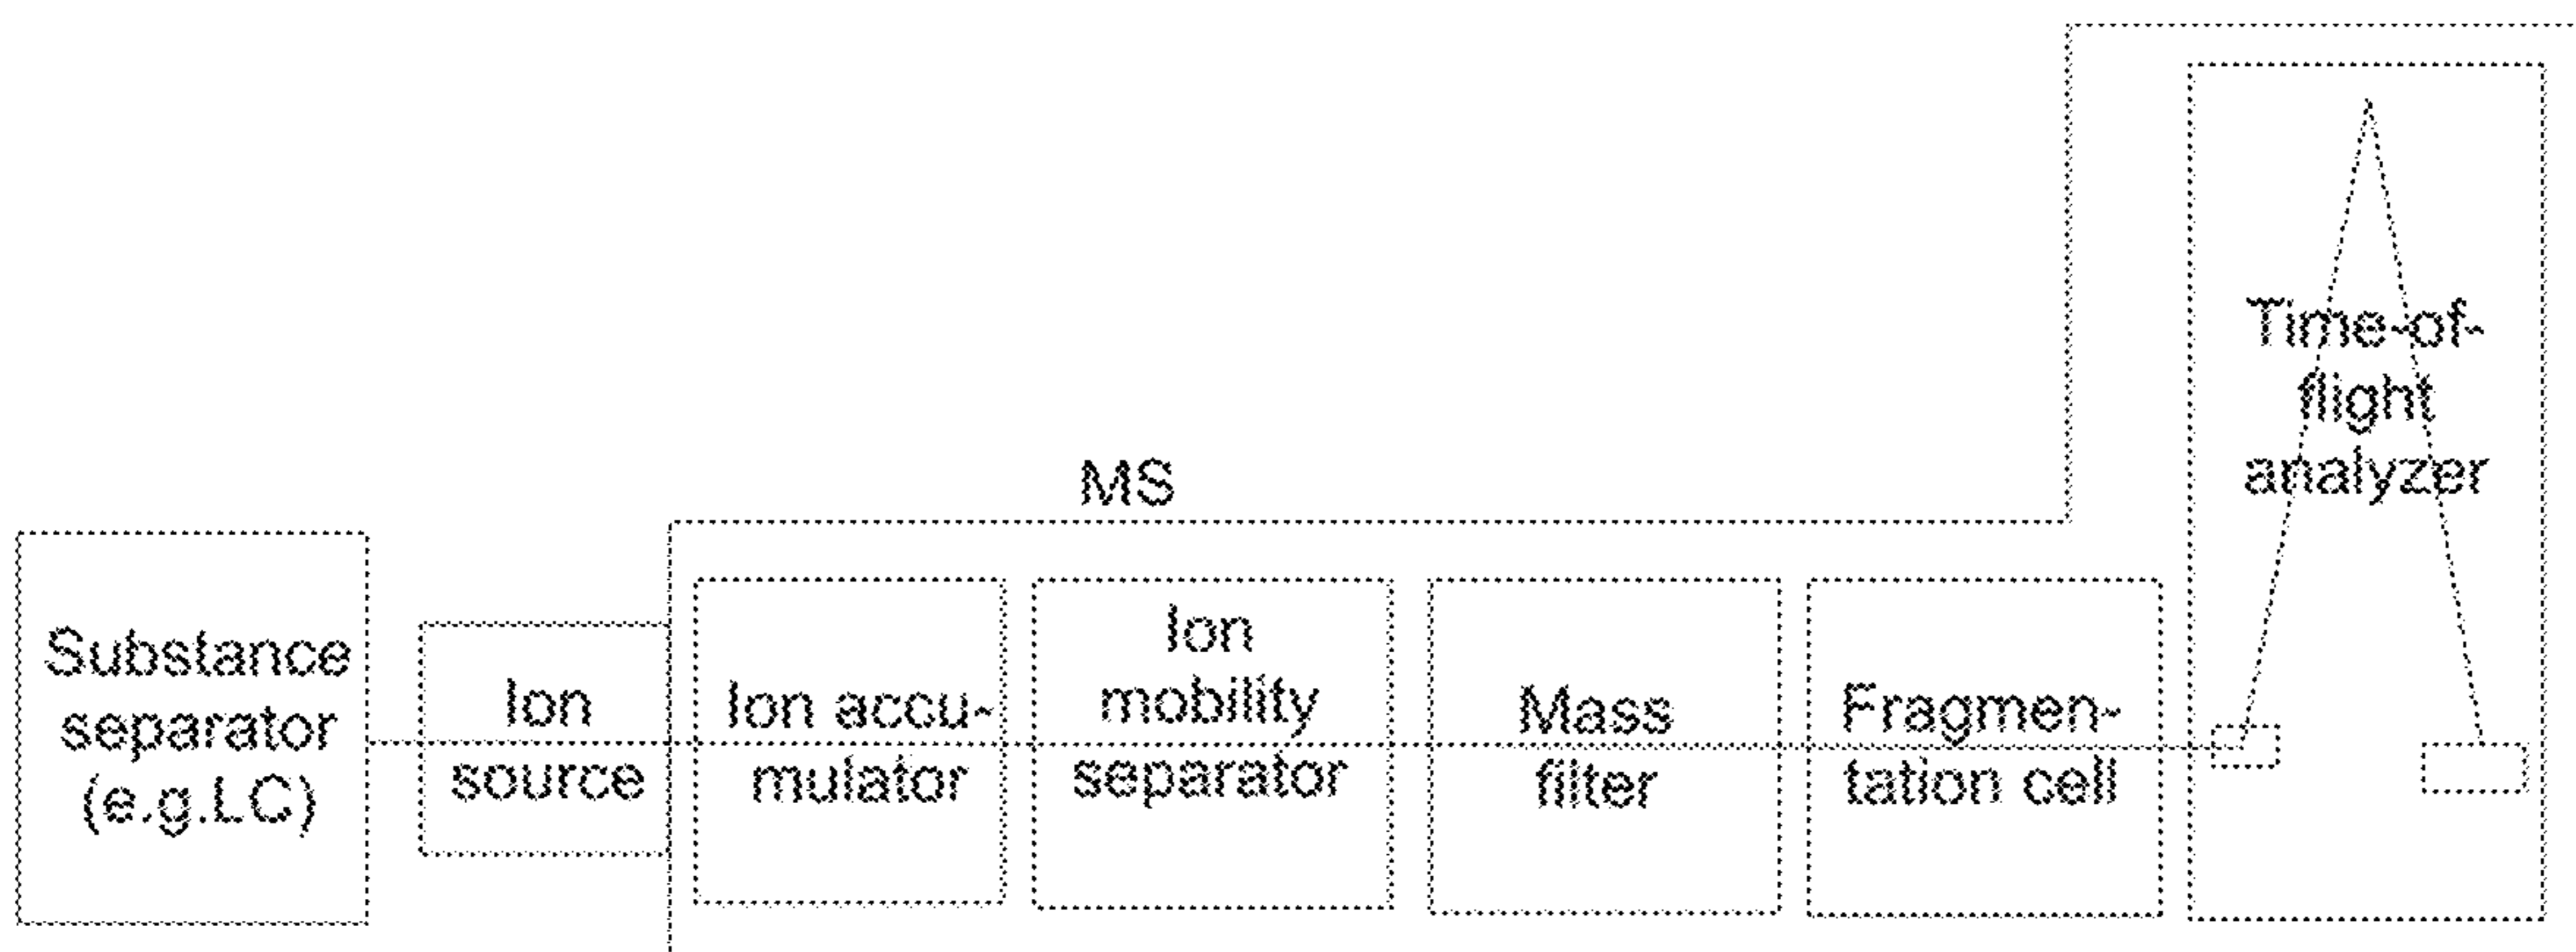 MS
Substance
separator
(e.g.LC)
Ion
source
Ion accu-
mulator
Ion
mobility
separator
Mass
filter
Fragmen-
tation cell
Time-of-
flight
analyzer